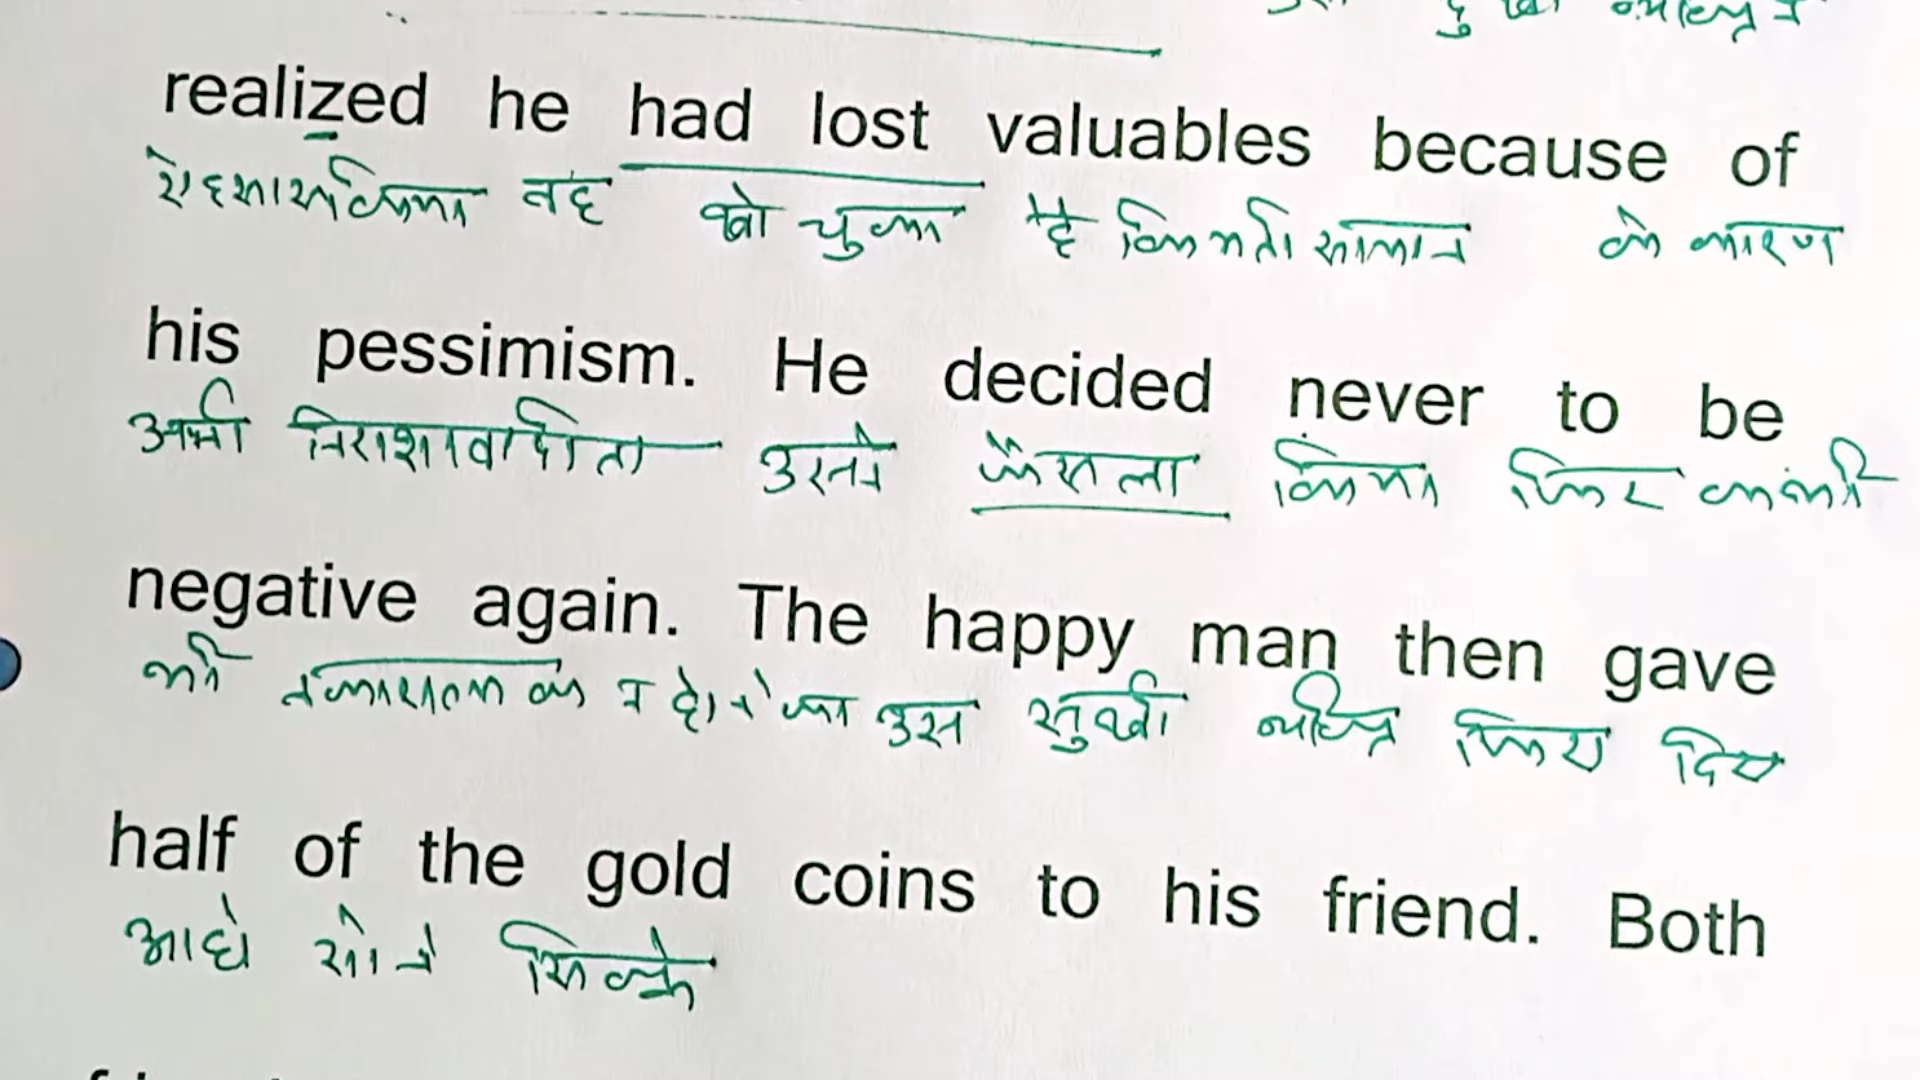 realized he had lost valuables because of
वह खो चुका है किमती सामान के कारण
his pessimism. He decided never to be
अपनी निराशावादीता उसने फैसला किया फिर कभी
negative again. The happy man then gave
भी नकारात्मक न होने का उस सुखी व्यक्ति फिर दिए
half of the gold coins to his friend. Both
आधे सोने सिक्के